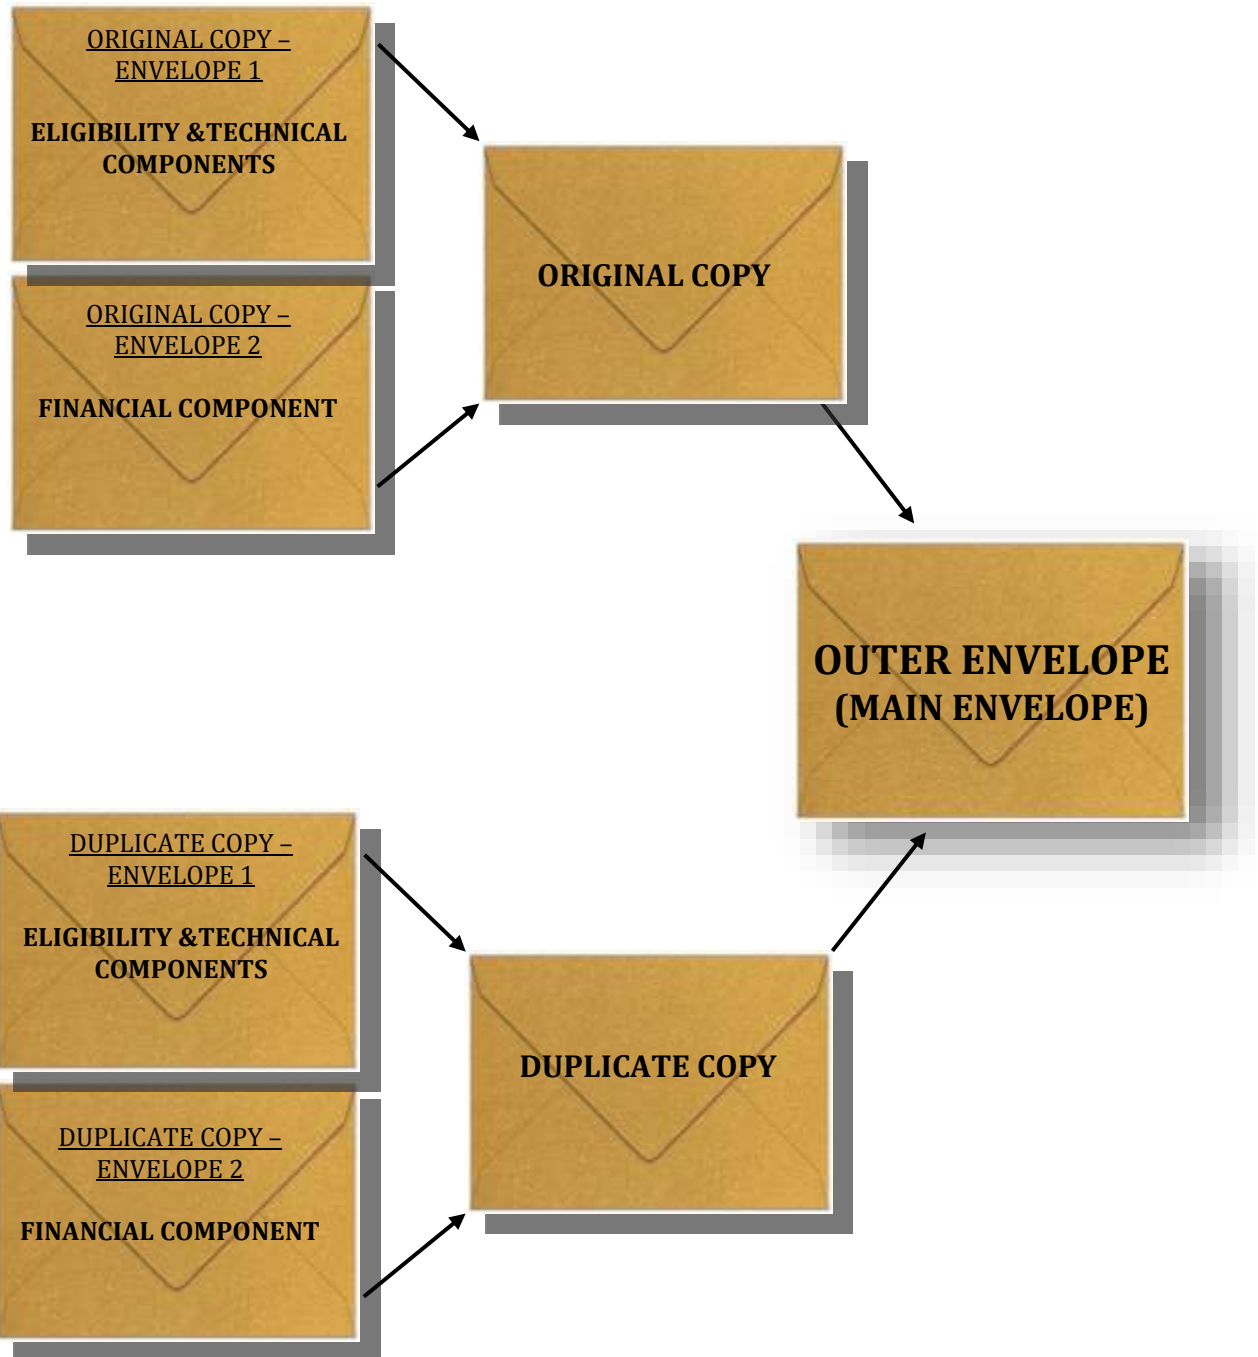 ORIGINAL COPY –
ENVELOPE 1
ELIGIBILITY &TECHNICAL
COMPONENTS
ORIGINAL COPY –
ENVELOPE 2
FINANCIAL COMPONENT
ORIGINAL COPY
OUTER ENVELOPE
(MAIN ENVELOPE)
DUPLICATE COPY –
ENVELOPE 1
ELIGIBILITY &TECHNICAL
COMPONENTS
DUPLICATE COPY –
ENVELOPE 2
FINANCIAL COMPONENT
DUPLICATE COPY